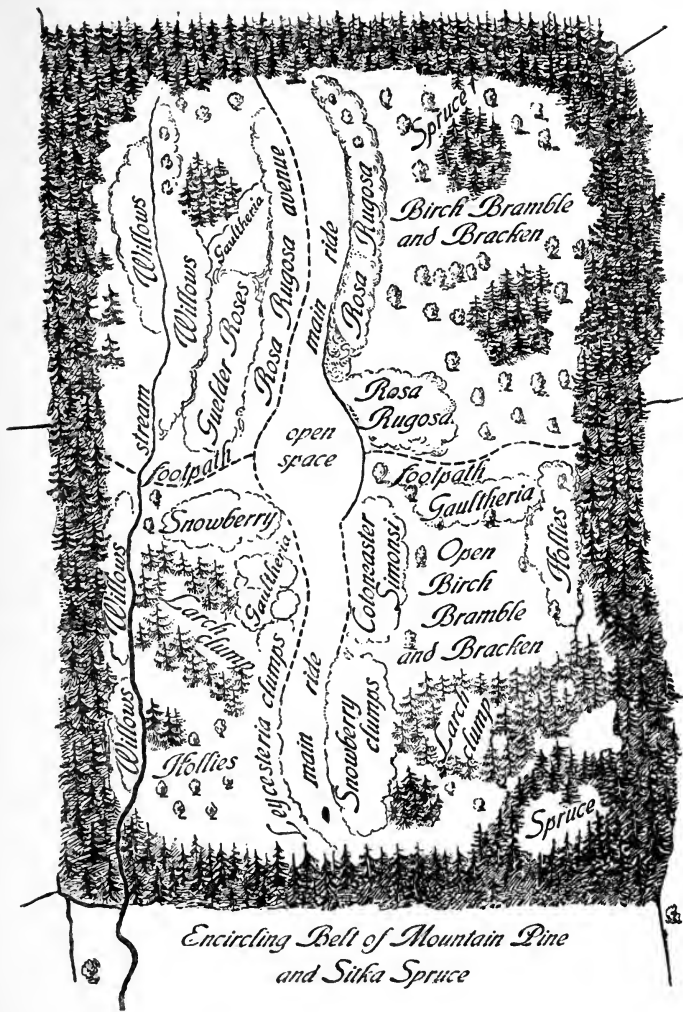 Spruce
Birch Bramble
and Bracken
Willows
Willows
Gaultheria
Guelder Roses
Rosa Rugosa avenue
main ride
Rosa Rugosa
Rosa
Rugosa
stream
open
space
footpath
footpath
Snowberry
Gaultheria
Gaultheria
Hollies
Cotoneaster
Simonsi
Open
Birch
Bramble
and Bracken
Willows
Larch
clump
Willows
Hollies
Leycesteria clumps
main ride
Snowberry
clumps
Larch
clump
Spruce
Encircling Belt of Mountain Pine
and Sitka Spruce